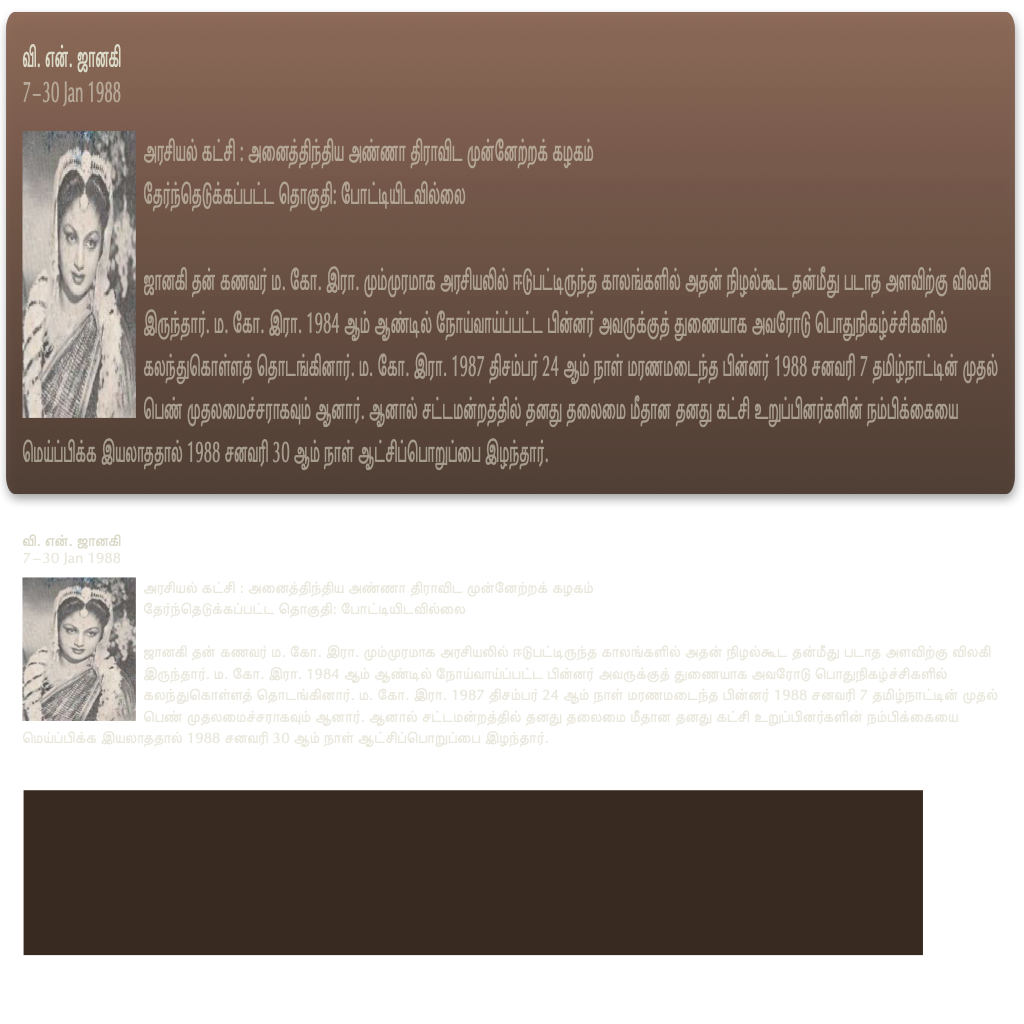 வி. என். ஜானகி
7–30 Jan 1988
அரசியல் கட்சி : அனைத்திந்திய அண்ணா திராவிட முன்னேற்றக் கழகம்
தேர்ந்தெடுக்கப்பட்ட தொகுதி: போட்டியிடவில்லை
ஜானகி தன் கணவர் ம. கோ. இரா. மும்முரமாக அரசியலில் ஈடுபட்டிருந்த காலங்களில் அதன் நிழல்கூட தன்மீது படாத அளவிற்கு விலகி
இருந்தார். ம. கோ. இரா. 1984 ஆம் ஆண்டில் நோய்வாய்ப்பட்ட பின்னர் அவருக்குத் துணையாக அவரோடு பொதுநிகழ்ச்சிகளில்
கலந்துகொள்ளத் தொடங்கினார். ம. கோ. இரா. 1987 திசம்பர் 24 ஆம் நாள் மரணமடைந்த பின்னர் 1988 சனவரி 7 தமிழ்நாட்டின் முதல்
பெண் முதலமைச்சராகவும் ஆனார். ஆனால் சட்டமன்றத்தில் தனது தலைமை மீதான தனது கட்சி உறுப்பினர்களின் நம்பிக்கையை
மெய்ப்பிக்க இயலாததால் 1988 சனவரி 30 ஆம் நாள் ஆட்சிப்பொறுப்பை இழந்தார்.
வி. என். ஜானகி
7–30 Jan 1988
அரசியல் கட்சி : அனைத்திந்திய அண்ணா திராவிட முன்னேற்றக் கழகம்
தேர்ந்தெடுக்கப்பட்ட தொகுதி: போட்டியிடவில்லை
ஜானகி தன் கணவர் ம. கோ. இரா. மும்முரமாக அரசியலில் ஈடுபட்டிருந்த காலங்களில் அதன் நிழல்கூட தன்மீது படாத அளவிற்கு விலகி
இருந்தார். ம. கோ. இரா. 1984 ஆம் ஆண்டில் நோய்வாய்ப்பட்ட பின்னர் அவருக்குத் துணையாக அவரோடு பொதுநிகழ்ச்சிகளில்
கலந்துகொள்ளத் தொடங்கினார். ம. கோ. இரா. 1987 திசம்பர் 24 ஆம் நாள் மரணமடைந்த பின்னர் 1988 சனவரி 7 தமிழ்நாட்டின் முதல்
பெண் முதலமைச்சராகவும் ஆனார். ஆனால் சட்டமன்றத்தில் தனது தலைமை மீதான தனது கட்சி உறுப்பினர்களின் நம்பிக்கையை
மெய்ப்பிக்க இயலாததால் 1988 சனவரி 30 ஆம் நாள் ஆட்சிப்பொறுப்பை இழந்தார்.